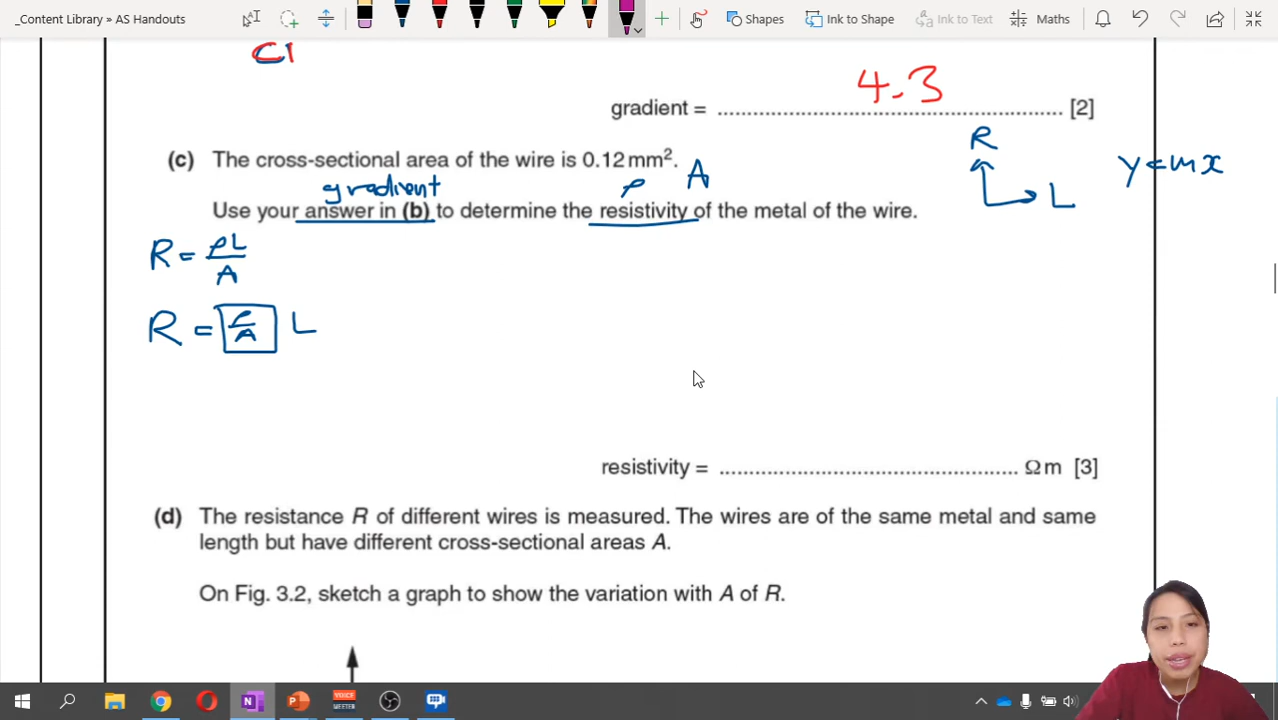 _Content Library » AS Handouts
Shapes
Ink to Shape
Ink to Text
Maths
4.3
gradient = ........................................................ [2]
R
L
y=mx
(c) The cross-sectional area of the wire is 0.12 mm².
gradient
ρ
A
Use your answer in (b) to determine the resistivity of the metal of the wire.
R = ρL/A
R = ρ/A L
resistivity = ................................................ Ω m [3]
(d) The resistance R of different wires is measured. The wires are of the same metal and same
length but have different cross-sectional areas A.
On Fig. 3.2, sketch a graph to show the variation with A of R.
VOICE
MEETER